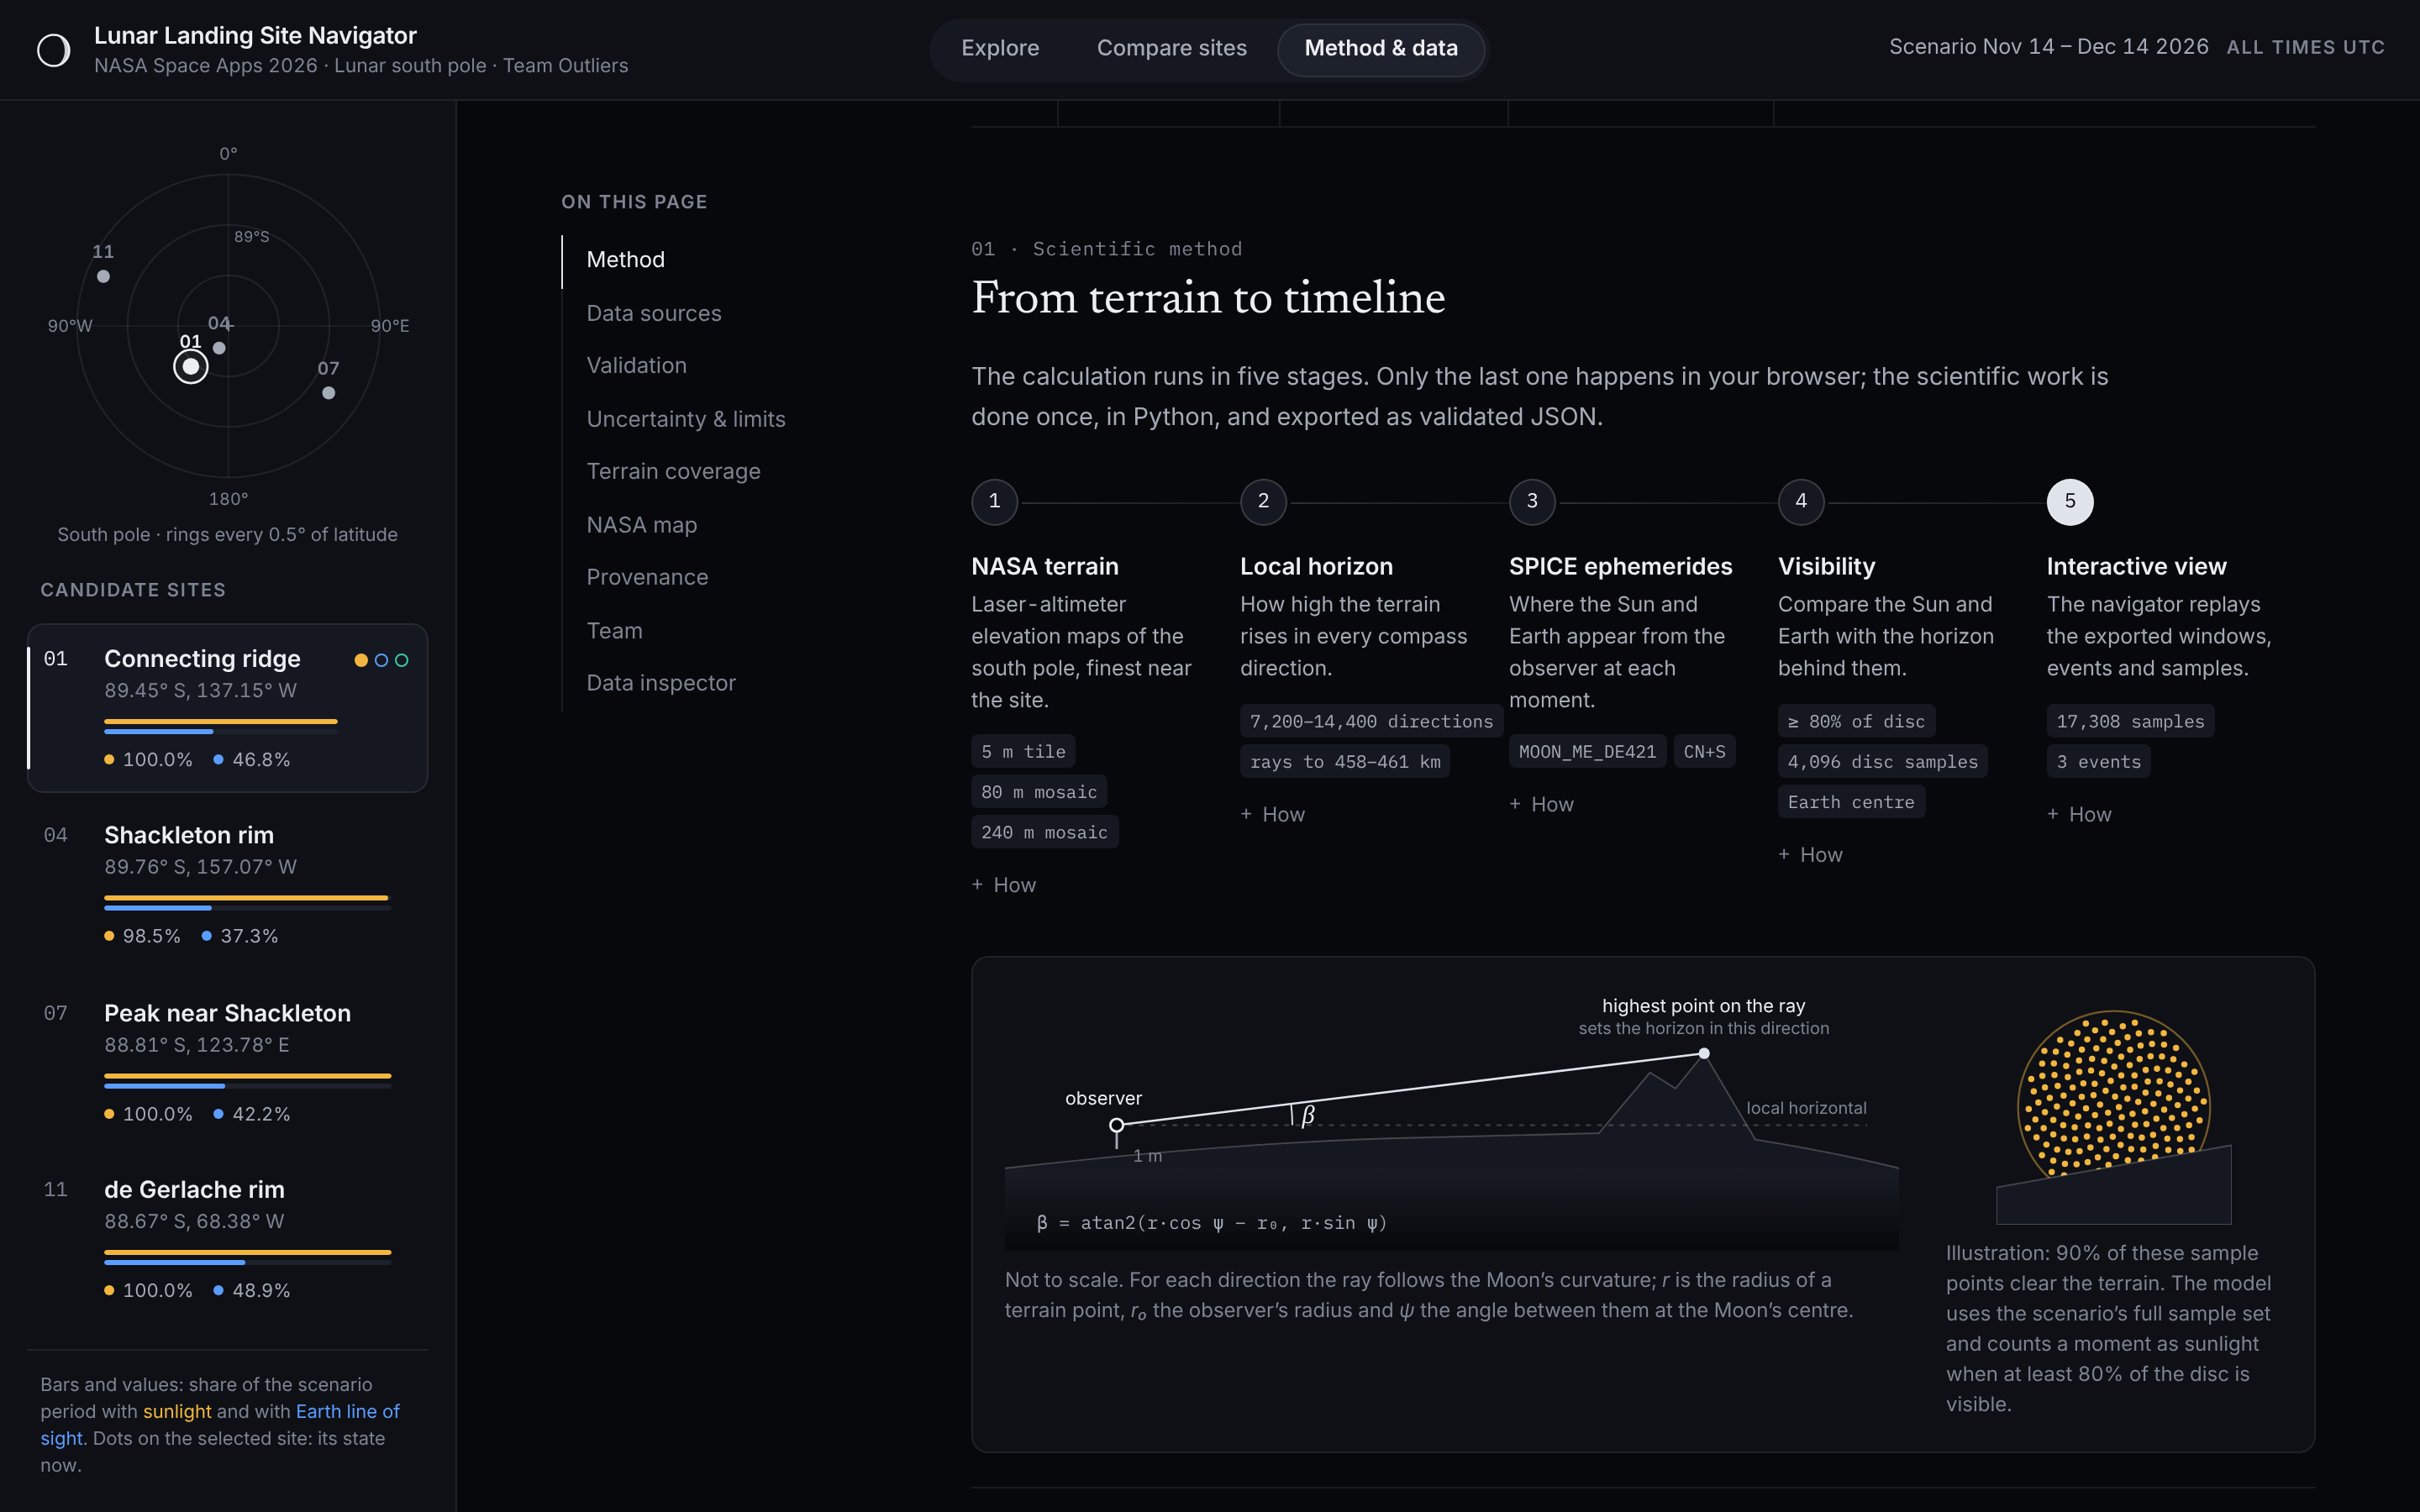 Lunar Landing Site Navigator
NASA Space Apps 2026 · Lunar south pole · Team Outliers
Explore
Compare sites
Method & data
Scenario Nov 14 – Dec 14 2026 ALL TIMES UTC
0°
89°S
11
90°W
04
90°E
01
07
180°
South pole · rings every 0.5° of latitude
CANDIDATE SITES
01 Connecting ridge
89.45° S, 137.15° W
100.0% 46.8%
04 Shackleton rim
89.76° S, 157.07° W
98.5% 37.3%
07 Peak near Shackleton
88.81° S, 123.78° E
100.0% 42.2%
11 de Gerlache rim
88.67° S, 68.38° W
100.0% 48.9%
Bars and values: share of the scenario
period with sunlight and with Earth line of
sight. Dots on the selected site: its state
now.
ON THIS PAGE
Method
Data sources
Validation
Uncertainty & limits
Terrain coverage
NASA map
Provenance
Team
Data inspector
01 · Scientific method
From terrain to timeline
The calculation runs in five stages. Only the last one happens in your browser; the scientific work is
done once, in Python, and exported as validated JSON.
1
NASA terrain
Laser-altimeter
elevation maps of the
south pole, finest near
the site.
5 m tile
80 m mosaic
240 m mosaic
+ How
2
Local horizon
How high the terrain
rises in every compass
direction.
7,200–14,400 directions
rays to 458–461 km
+ How
3
SPICE ephemerides
Where the Sun and
Earth appear from the
observer at each
moment.
MOON_ME_DE421 CN+S
+ How
4
Visibility
Compare the Sun and
Earth with the horizon
behind them.
≥ 80% of disc
4,096 disc samples
Earth centre
+ How
5
Interactive view
The navigator replays
the exported windows,
events and samples.
17,308 samples
3 events
+ How
highest point on the ray
sets the horizon in this direction
observer
β
local horizontal
1 m
β = atan2(r·cos ψ − r₀, r·sin ψ)
Not to scale. For each direction the ray follows the Moon’s curvature; r is the radius of a
terrain point, r₀ the observer’s radius and ψ the angle between them at the Moon’s centre.
Illustration: 90% of these sample
points clear the terrain. The model
uses the scenario’s full sample set
and counts a moment as sunlight
when at least 80% of the disc is
visible.